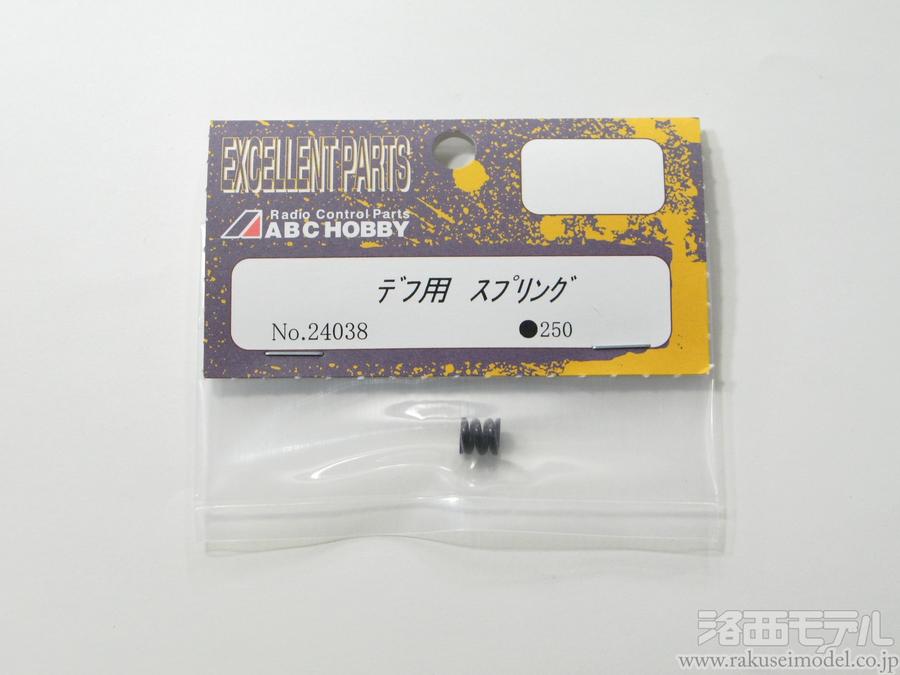 EXCELLENT PARTS
Radio Control Parts
ABC HOBBY
デフ用 スプリング
No.24038 ●250
洛西モデル
www.rakuseimodel.co.jp